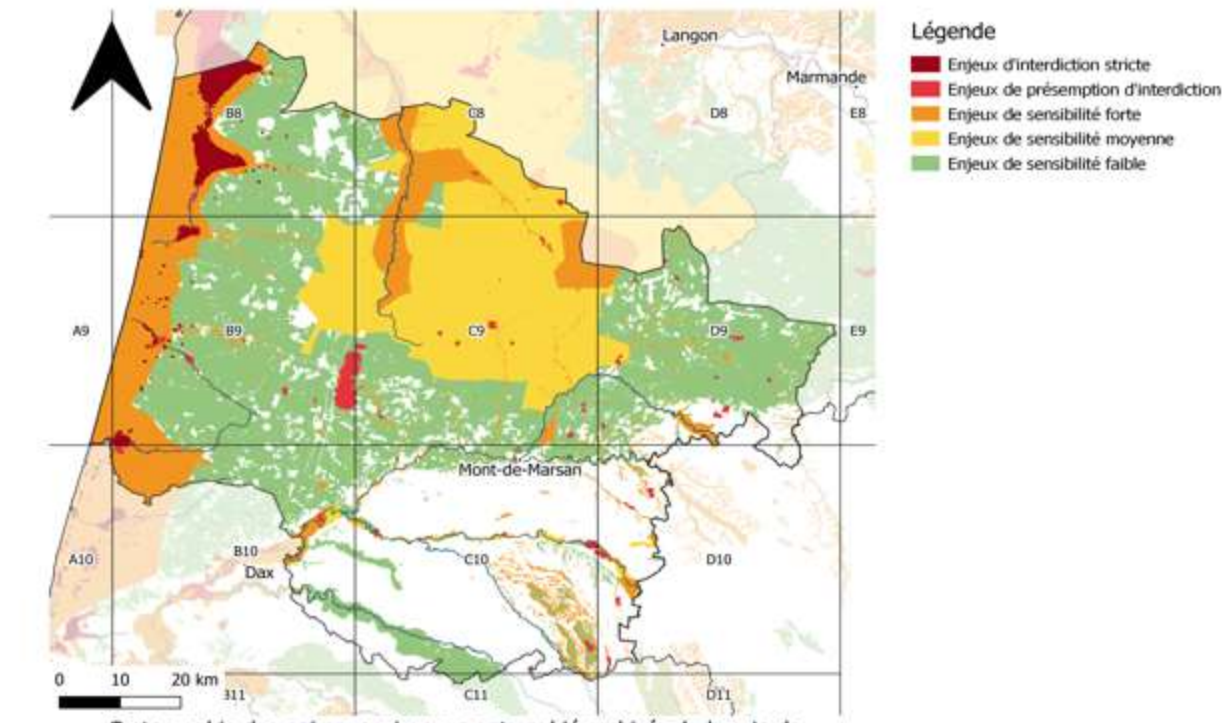 Langon
Marmande
B8
C8
D8
E8
A9
B9
C9
D9
E9
Mont-de-Marsan
A10
B10
Dax
C10
D10
0 10 20 km
C11
D11
Légende
Enjeux d'interdiction stricte
Enjeux de présemption d'interdiction
Enjeux de sensibilité forte
Enjeux de sensibilité moyenne
Enjeux de sensibilité faible